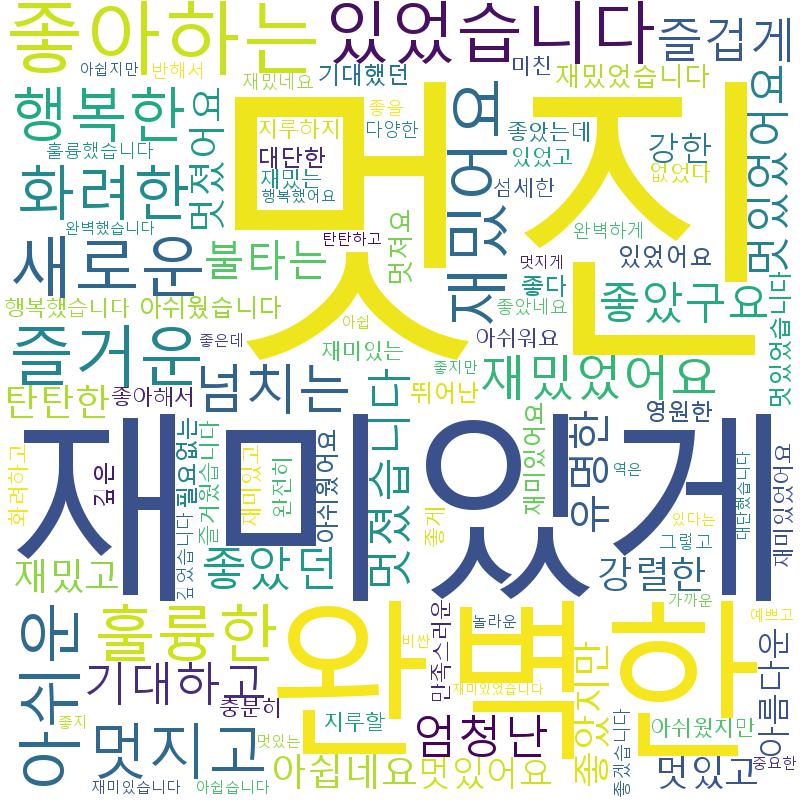 좋아하는
있었습니다
즐겁게
아쉽지만
반해서
재밌네요
기대했던
미친
재밌었습니다
행복한
멋졌어요
멋진
지루하지
좋을
다양한
대단한
재밌는
행복했어요
재밌어요
좋았는데
있었고
강한
없었다
멋있었어요
훌륭했습니다
화려한
섬세한
완벽했습니다
탄탄하고
멋져요
완벽하게
새로운
불타는
멋지게
있었어요
좋다
좋았네요
좋았구요
행복했습니다
아쉬웠습니다
아쉽
아쉬워요
멋있었습니다
즐거운
좋은데
재미있는
좋지만
넘치는
재밌었어요
탄탄한
좋아해서
뛰어난
영원한
재미있게
화려하고
깊은
필요없는
즐거웠습니다
재미있고
완전히
아쉬웠어요
멋졌습니다
좋게
재미있어요
유명한
역은
있다는
그렇고
대단했습니다
재미있었어요
깊었습니다
재밌고
좋았던
강렬한
가까운
아쉬운
훌륭한
완벽한
비싼
만족스러운
놀라운
예쁘고
기대하고
충분히
재미있었습니다
좋았지만
아름다운
좋지
멋지고
멋있는
지루할
엄청난
좋겠습니다
아쉬웠지만
아쉽네요
멋있어요
멋있고
중요한
재미있습니다
아쉽습니다